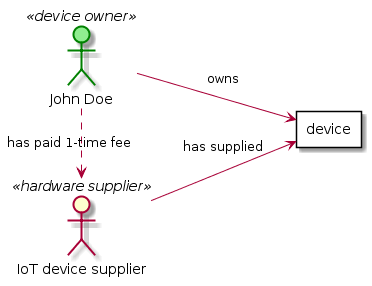 «device owner»
John Doe
owns
device
has paid 1-time fee
has supplied
«hardware supplier»
IoT device supplier